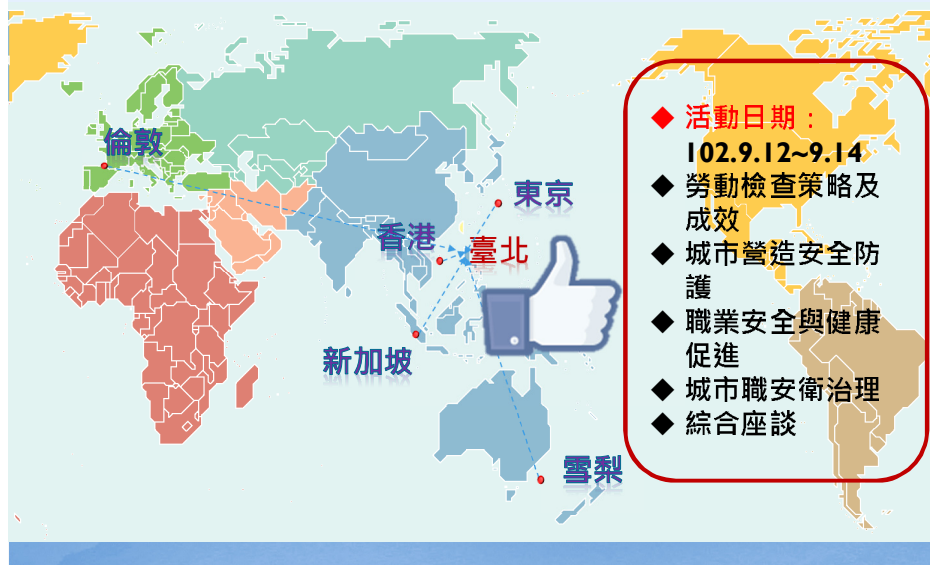 倫敦
東京
香港
臺北
新加坡
雪梨
◆ 活動日期：
102.9.12~9.14
◆ 勞動檢查策略及
成效
◆ 城市營造安全防
護
◆ 職業安全與健康
促進
◆ 城市職安衛治理
◆ 綜合座談